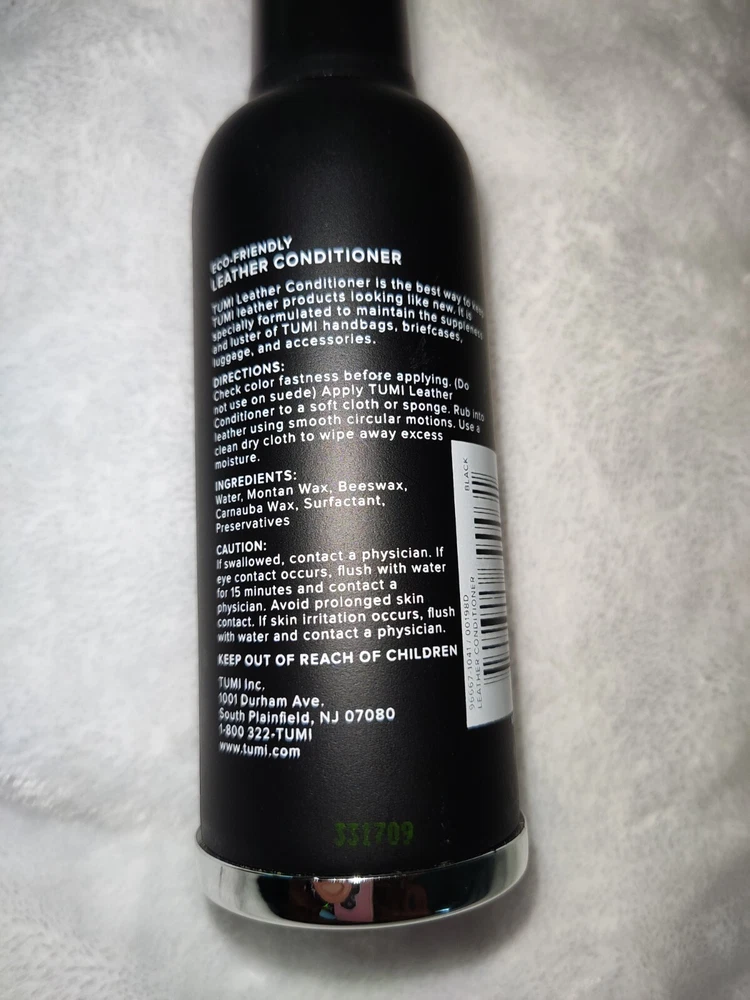 ECO-FRIENDLY
LEATHER CONDITIONER
TUMI Leather Conditioner is the best way to keep
TUMI leather products looking like new. It is
specially formulated to maintain the suppleness
and luster of TUMI handbags, briefcases,
luggage, and accessories.
DIRECTIONS:
Check color fastness before applying. (Do
not use on suede) Apply TUMI Leather
Conditioner to a soft cloth or sponge. Rub into
leather using smooth circular motions. Use a
clean dry cloth to wipe away excess
moisture.
INGREDIENTS:
Water, Montan Wax, Beeswax,
Carnauba Wax, Surfactant,
Preservatives
CAUTION:
If swallowed, contact a physician. If
eye contact occurs, flush with water
for 15 minutes and contact a
physician. Avoid prolonged skin
contact. If skin irritation occurs, flush
with water and contact a physician.
KEEP OUT OF REACH OF CHILDREN
TUMI Inc.
1001 Durham Ave.
South Plainfield, NJ 07080
1-800 322-TUMI
www.tumi.com
BLACK
LEATHER CONDITIONER
331709